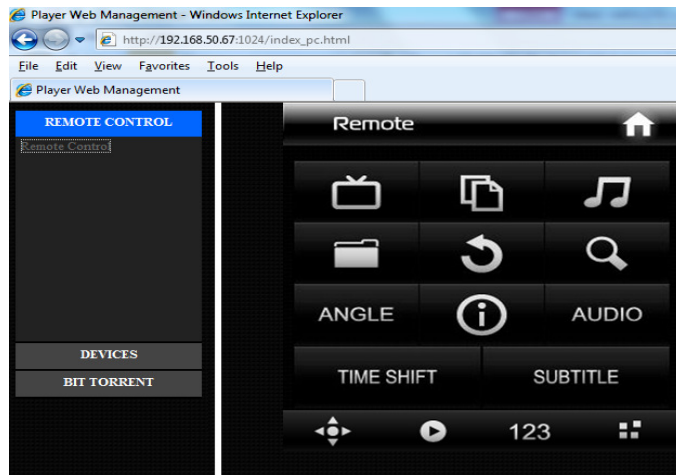 Player Web Management - Windows Internet Explorer
http://192.168.50.67:1024/index_pc.html
File Edit View Favorites Tools Help
Player Web Management
REMOTE CONTROL
Remote Control
DEVICES
BIT TORRENT
Remote
ANGLE
AUDIO
TIME SHIFT
SUBTITLE
123